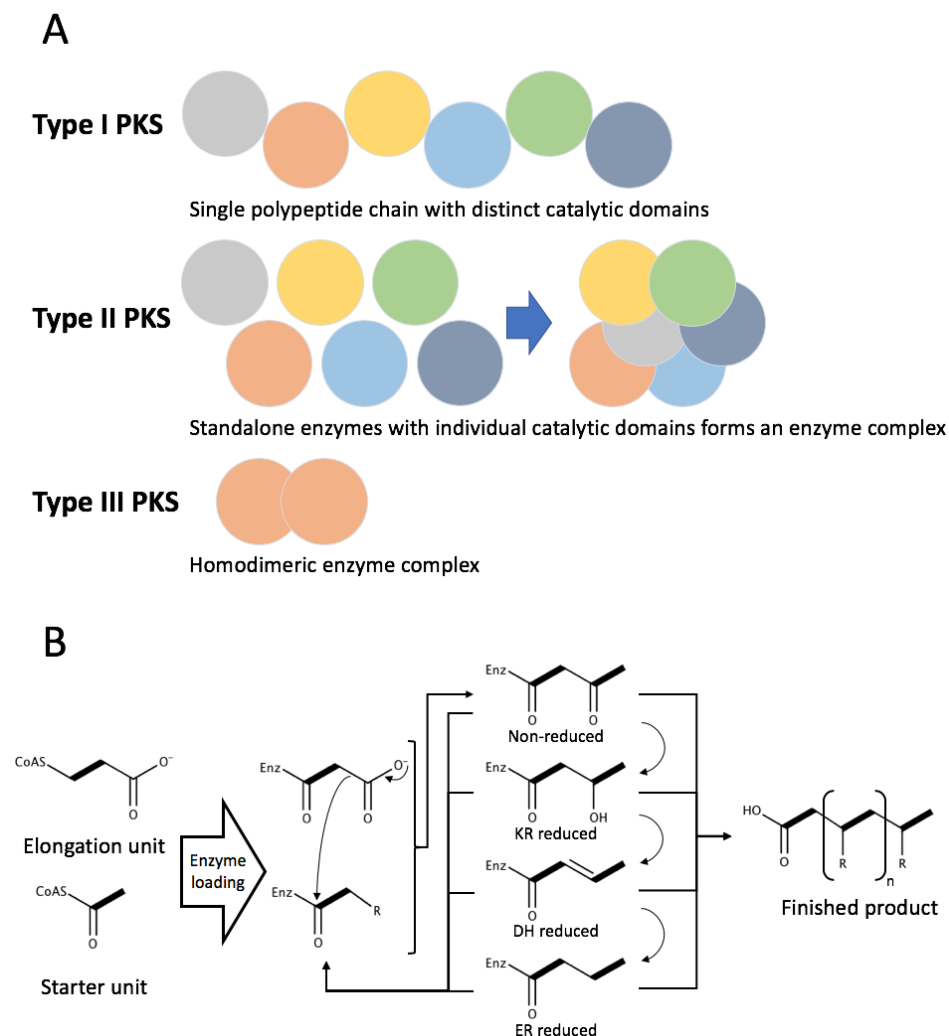 A
Type I PKS
Single polypeptide chain with distinct catalytic domains
Type II PKS
Standalone enzymes with individual catalytic domains forms an enzyme complex
Type III PKS
Homodimeric enzyme complex
B
Enz
O
O
Non-reduced
CoAS
O⁻
O
Elongation unit
Enz
O⁻
O
O
Enz
O
OH
KR reduced
HO
O
R
R
n
Finished product
Enzyme
loading
CoAS
O
Starter unit
Enz
R
O
Enz
O
DH reduced
Enz
O
ER reduced